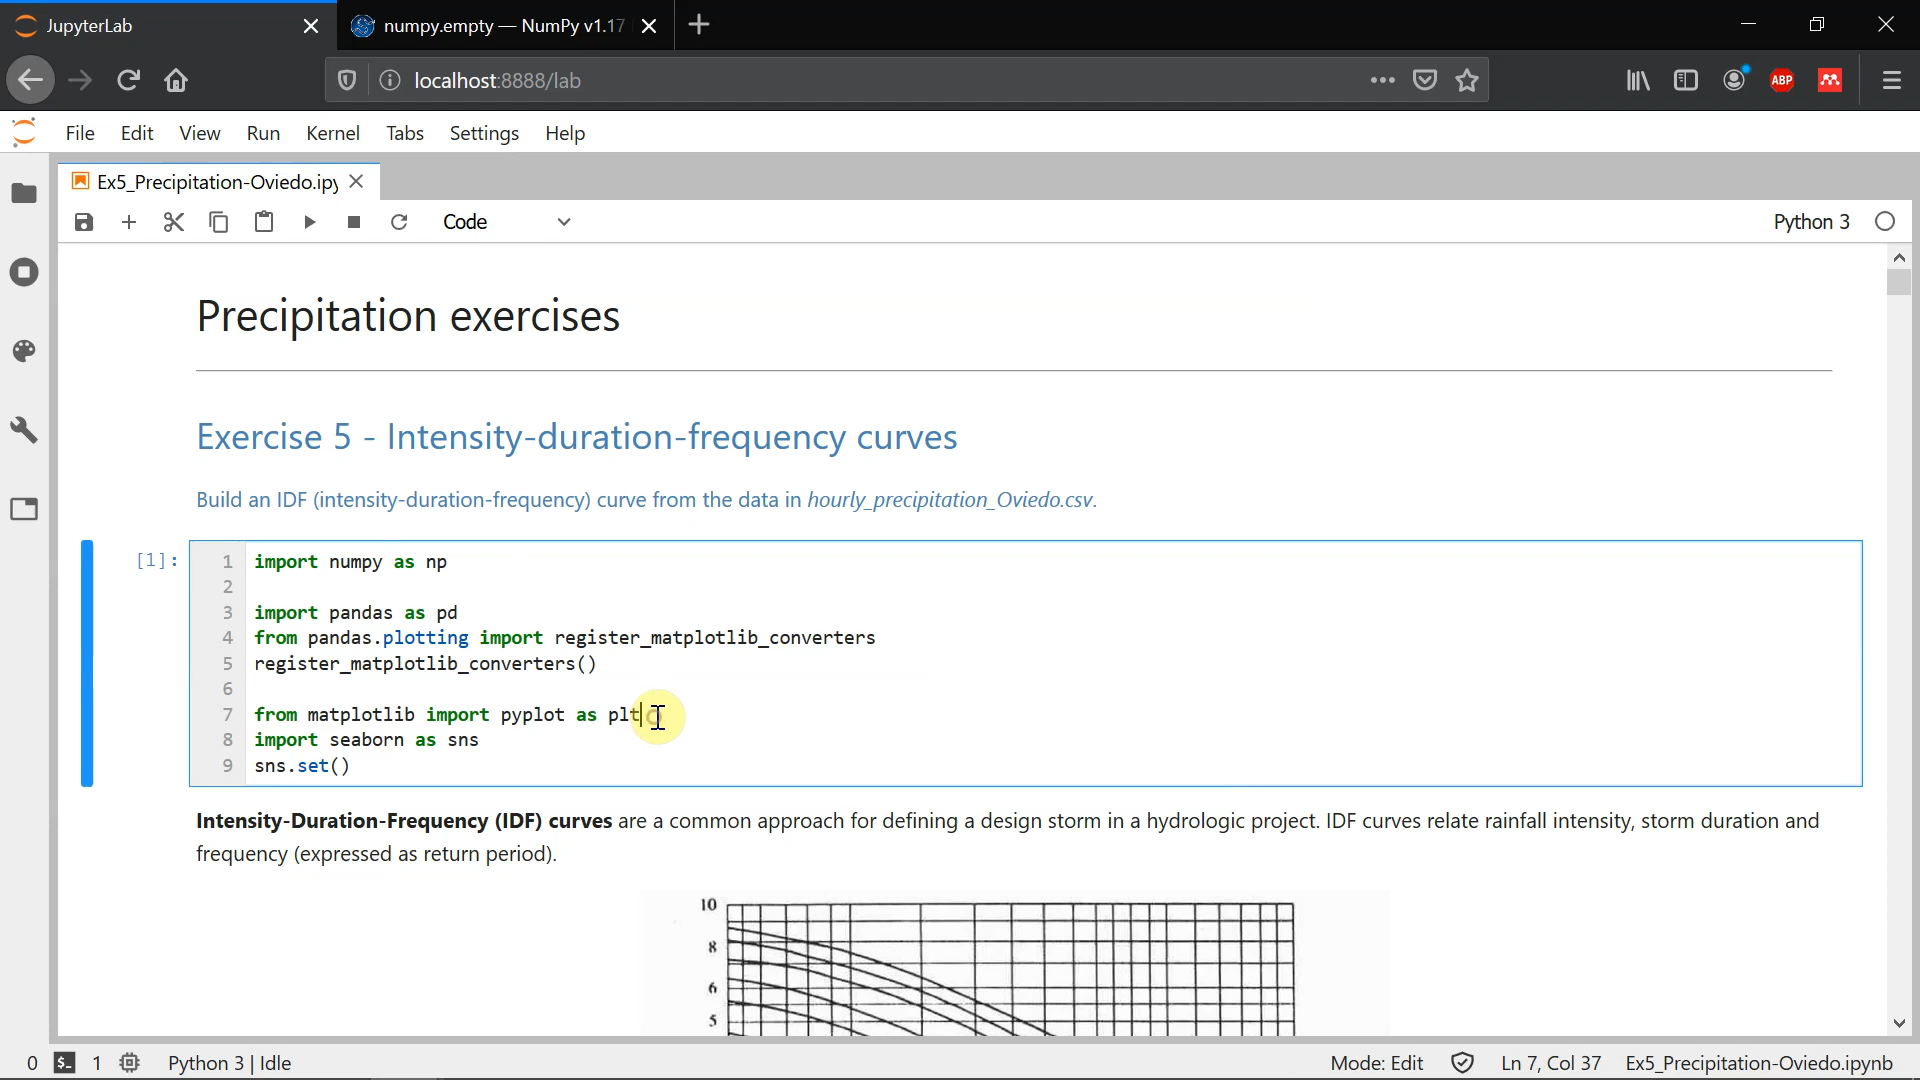 JupyterLab
numpy.empty — NumPy v1.17
localhost:8888/lab
ABP
File Edit View Run Kernel Tabs Settings Help
Ex5_Precipitation-Oviedo.ipy
Code
Python 3
Precipitation exercises
Exercise 5 - Intensity-duration-frequency curves
Build an IDF (intensity-duration-frequency) curve from the data in hourly_precipitation_Oviedo.csv.
[1]:
1 import numpy as np
2
3 import pandas as pd
4 from pandas.plotting import register_matplotlib_converters
5 register_matplotlib_converters()
6
7 from matplotlib import pyplot as plt
8 import seaborn as sns
9 sns.set()
Intensity-Duration-Frequency (IDF) curves are a common approach for defining a design storm in a hydrologic project. IDF curves relate rainfall intensity, storm duration and
frequency (expressed as return period).
10
8
6
5
0 $_ 1 Python 3 | Idle
Mode: Edit Ln 7, Col 37 Ex5_Precipitation-Oviedo.ipynb